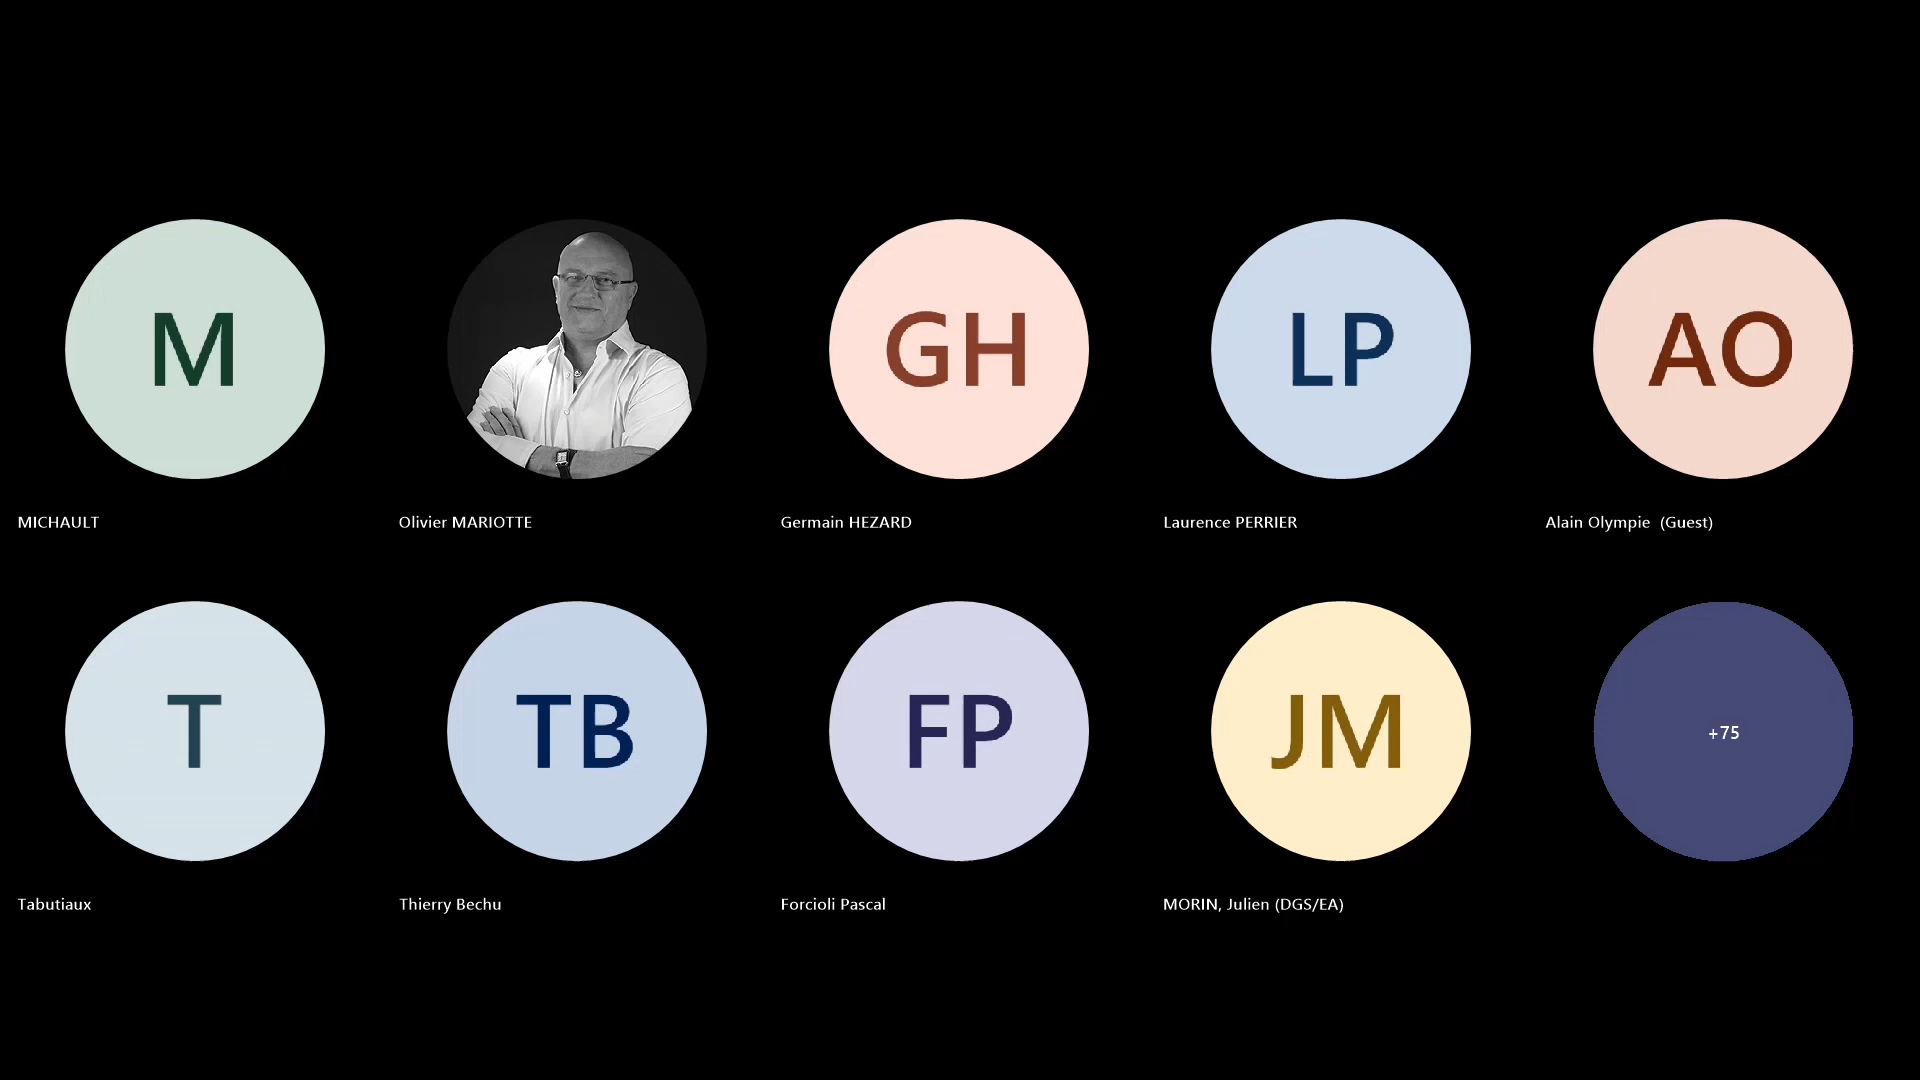 M
GH
LP
AO
MICHAULT
Olivier MARIOTTE
Germain HEZARD
Laurence PERRIER
Alain Olympie  (Guest)
T
TB
FP
JM
+75
Tabutiaux
Thierry Bechu
Forcioli Pascal
MORIN, Julien (DGS/EA)